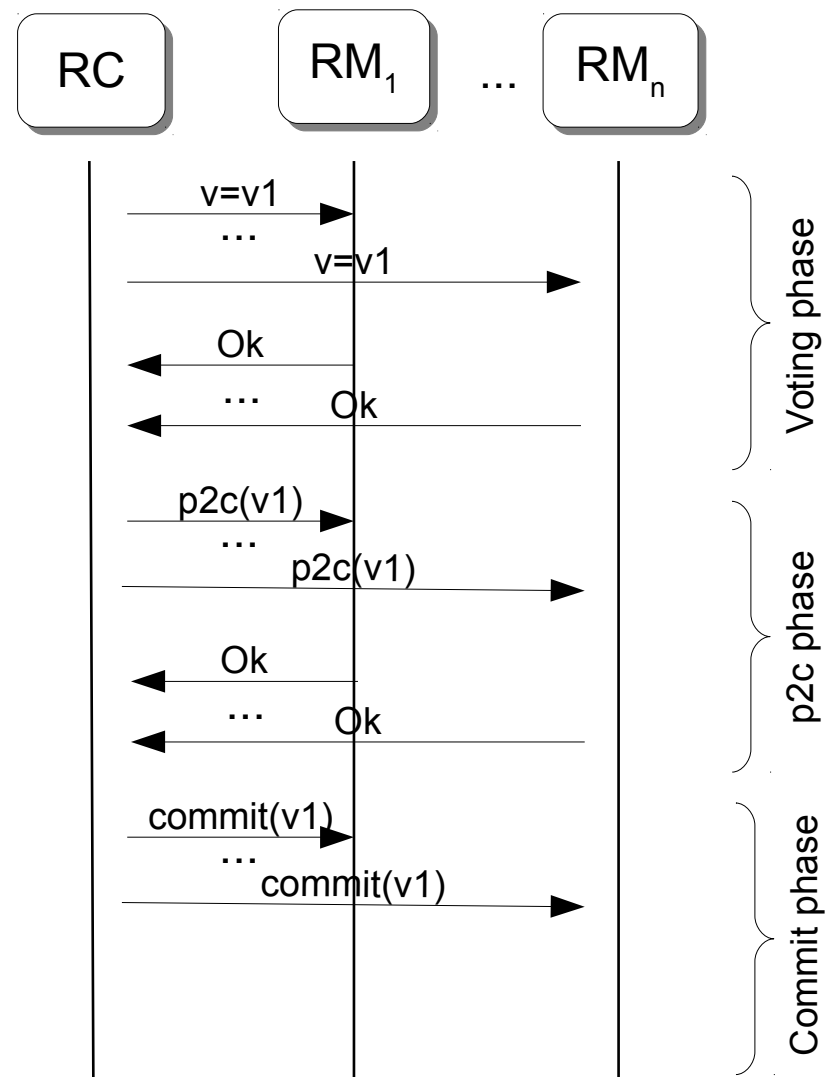 RC
RM1
...
RMn
v=v1
...
v=v1
Ok
...
Ok
Voting phase
p2c(v1)
...
p2c(v1)
Ok
...
Ok
p2c phase
commit(v1)
...
commit(v1)
Commit phase